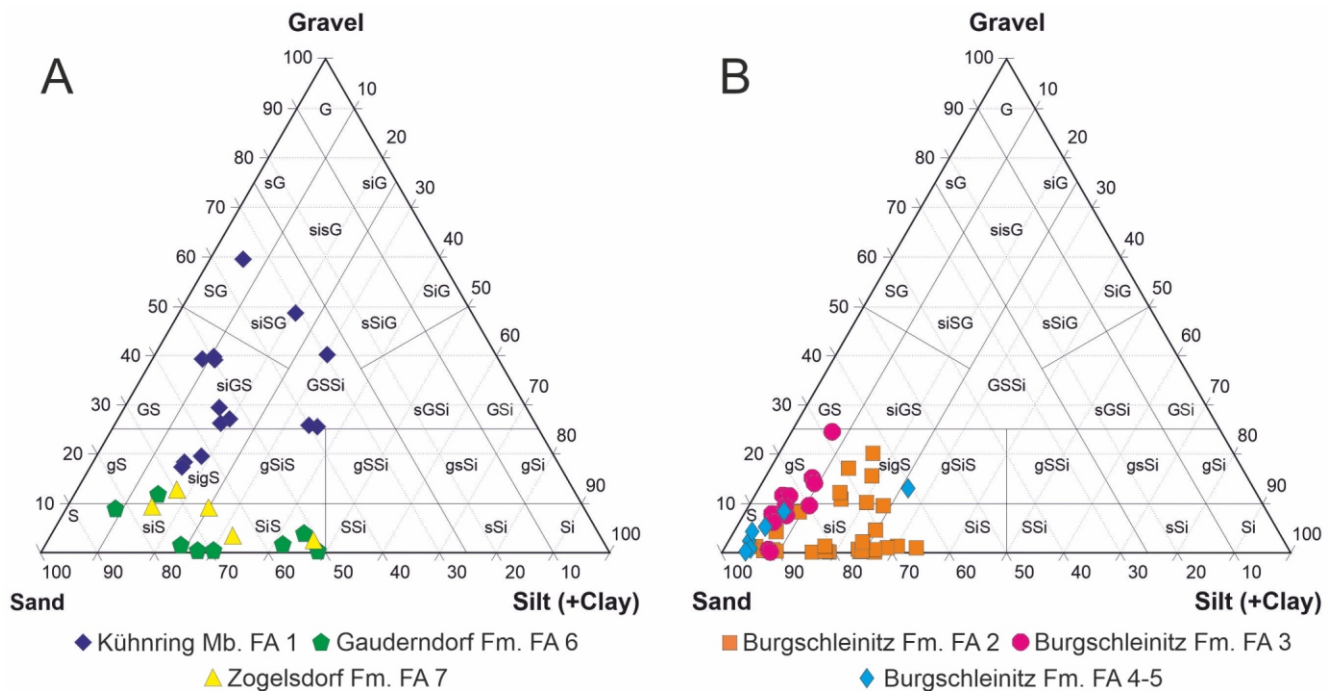 Gravel
A
100
10
90 G
20
80
sG siG 30
70
sisG
40
60
SG SiG 50
50 siSG sSiG
60
40
siGS GSSi 70
30 GS sGSi GSi
80
20 gS sigS gSiS gSSi gsSi gSi
90
10
S siS SiS SSi sSi Si
0 100
100 90 80 70 60 50 40 30 20 10
Sand Silt (+Clay)
Kühnring Mb. FA 1 Gauderndorf Fm. FA 6
Zogelsdorf Fm. FA 7
Gravel
B
100
10
90 G
20
80
sG siG 30
70
sisG
40
60
SG SiG 50
50 siSG sSiG
60
40
GSSi 70
30 GS siGS sGSi GSi
80
20 gS sigS gSiS gSSi gsSi gSi
90
10
S siS SiS SSi sSi Si
0 100
100 90 80 70 60 50 40 30 20 10
Sand Silt (+Clay)
Burgschleinitz Fm. FA 2 Burgschleinitz Fm. FA 3
Burgschleinitz Fm. FA 4-5